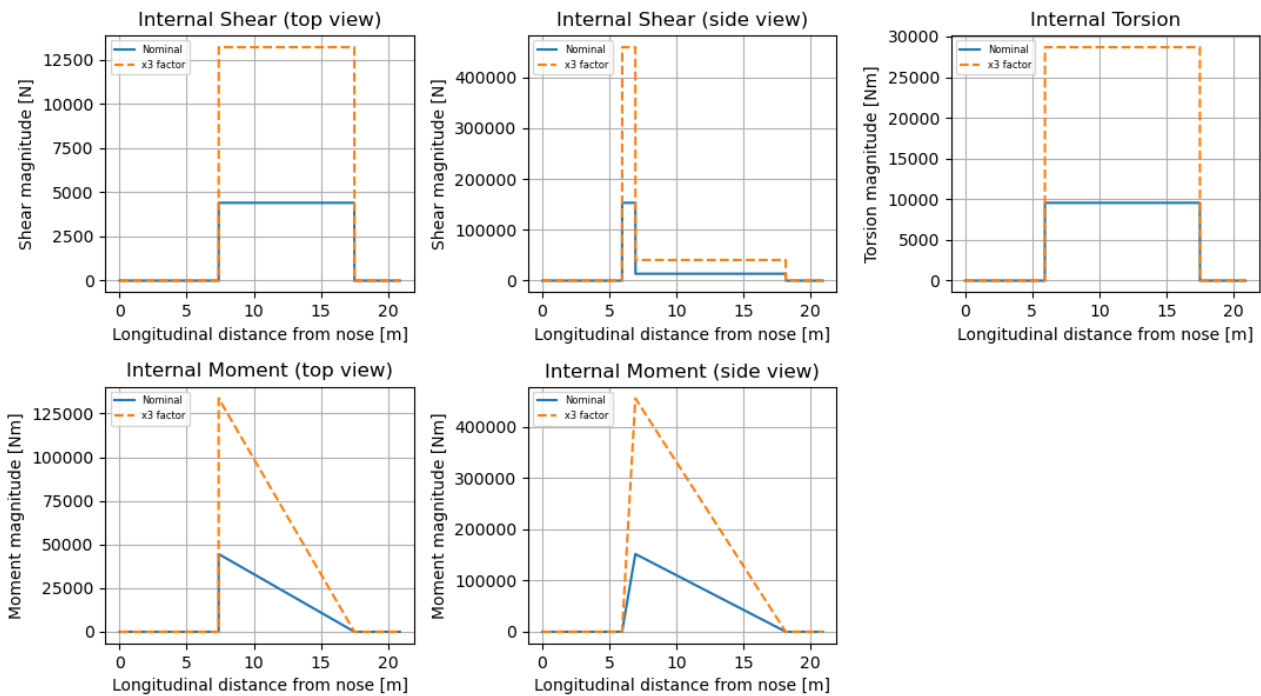 Internal Shear (top view)
Shear magnitude [N]
12500
10000
7500
5000
2500
0
Nominal
x3 factor
0 5 10 15 20
Longitudinal distance from nose [m]
Internal Shear (side view)
Shear magnitude [N]
400000
300000
200000
100000
0
Nominal
x3 factor
0 5 10 15 20
Longitudinal distance from nose [m]
Internal Torsion
Torsion magnitude [Nm]
30000
25000
20000
15000
10000
5000
0
Nominal
x3 factor
0 5 10 15 20
Longitudinal distance from nose [m]
Internal Moment (top view)
Moment magnitude [Nm]
125000
100000
75000
50000
25000
0
Nominal
x3 factor
0 5 10 15 20
Longitudinal distance from nose [m]
Internal Moment (side view)
Moment magnitude [Nm]
400000
300000
200000
100000
0
Nominal
x3 factor
0 5 10 15 20
Longitudinal distance from nose [m]